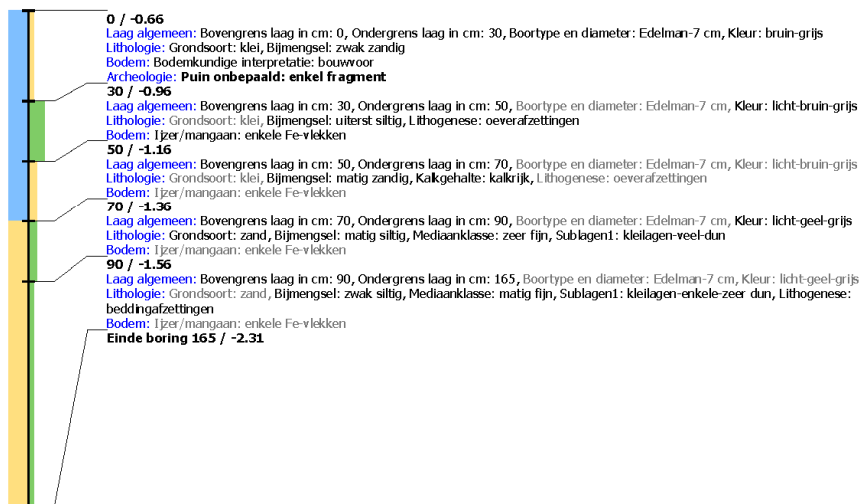 0 / -0.66
Laag algemeen: Bovengrens laag in cm: 0, Ondergrens laag in cm: 30, Boortype en diameter: Edelman-7 cm, Kleur: bruin-grijs
Lithologie: Grondsoort: klei, Bijmengsel: zwak zandig
Bodem: Bodemkundige interpretatie: bouwvoor
Archeologie: Puin onbepaald: enkel fragment
30 / -0.96
Laag algemeen: Bovengrens laag in cm: 30, Ondergrens laag in cm: 50, Boortype en diameter: Edelman-7 cm, Kleur: licht-bruin-grijs
Lithologie: Grondsoort: klei, Bijmengsel: uiterst siltig, Lithogenese: oeverafzettingen
Bodem: Ijzer/mangaan: enkele Fe-vlekken
50 / -1.16
Laag algemeen: Bovengrens laag in cm: 50, Ondergrens laag in cm: 70, Boortype en diameter: Edelman-7 cm, Kleur: licht-bruin-grijs
Lithologie: Grondsoort: klei, Bijmengsel: matig zandig, Kalkgehalte: kalkrijk, Lithogenese: oeverafzettingen
Bodem: Ijzer/mangaan: enkele Fe-vlekken
70 / -1.36
Laag algemeen: Bovengrens laag in cm: 70, Ondergrens laag in cm: 90, Boortype en diameter: Edelman-7 cm, Kleur: licht-geel-grijs
Lithologie: Grondsoort: zand, Bijmengsel: matig siltig, Mediaanklasse: zeer fijn, Sublagen1: kleilagen-veel-dun
Bodem: Ijzer/mangaan: enkele Fe-vlekken
90 / -1.56
Laag algemeen: Bovengrens laag in cm: 90, Ondergrens laag in cm: 165, Boortype en diameter: Edelman-7 cm, Kleur: licht-geel-grijs
Lithologie: Grondsoort: zand, Bijmengsel: zwak siltig, Mediaanklasse: matig fijn, Sublagen1: kleilagen-enkele-zeer dun, Lithogenese:
beddingafzettingen
Bodem: Ijzer/mangaan: enkele Fe-vlekken
Einde boring 165 / -2.31